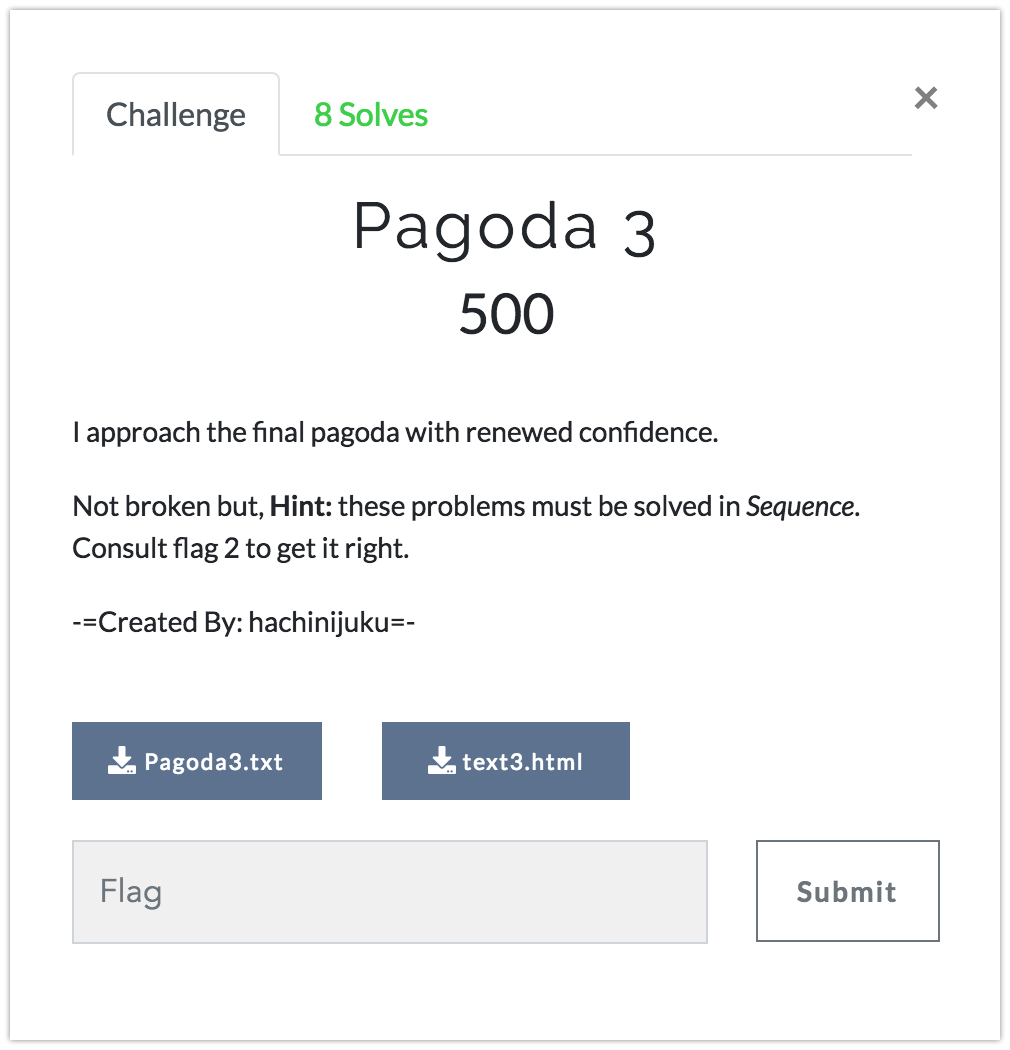 Challenge
8 Solves
×
Pagoda 3
500
I approach the final pagoda with renewed confidence.
Not broken but, Hint: these problems must be solved in Sequence.
Consult flag 2 to get it right.
-=Created By: hachinijuku=-
Pagoda3.txt
text3.html
Flag
Submit